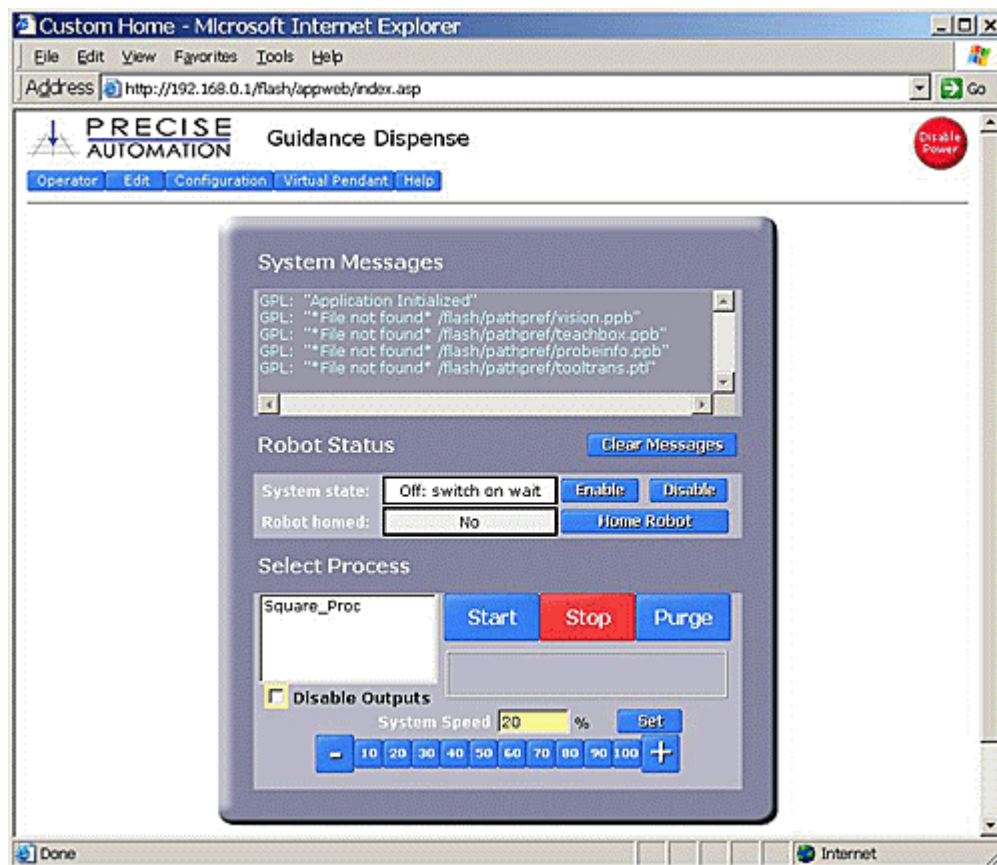 Custom Home - Microsoft Internet Explorer
File Edit View Favorites Tools Help
Address http://192.168.0.1/flash/appweb/index.asp Go
PRECISE
AUTOMATION
Guidance Dispense
Disable
Power
Operator Edit Configuration Virtual Pendant Help
System Messages
GPL: "Application Initialized"
GPL: "*File not found* /flash/pathpref/vision.ppb"
GPL: "*File not found* /flash/pathpref/teachbox.ppb"
GPL: "*File not found* /flash/pathpref/probeinfo.ppb"
GPL: "*File not found* /flash/pathpref/tooltrans.ptl"
Robot Status Clear Messages
System state: Off: switch on wait Enable Disable
Robot homed: No Home Robot
Select Process
Square_Proc
Start Stop Purge
Disable Outputs
System Speed 20 % Set
- 10 20 30 40 50 60 70 80 90 100 +
Done Internet